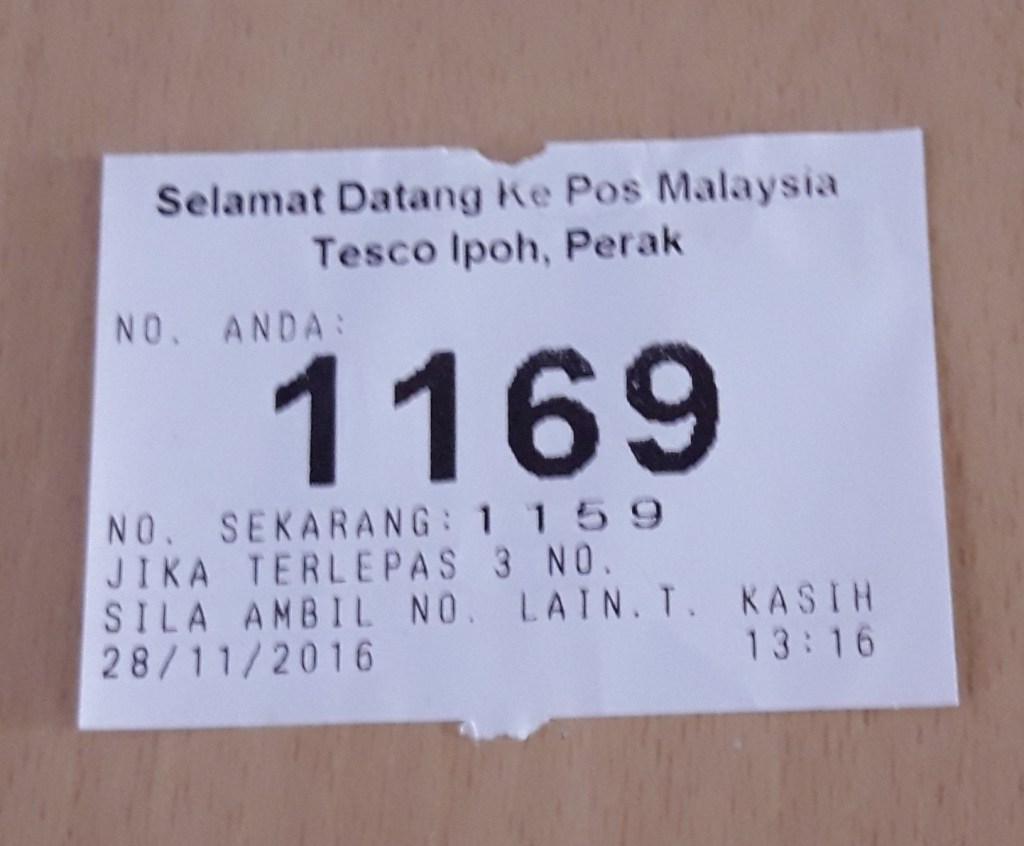 Selamat Datang Ke Pos Malaysia
Tesco Ipoh, Perak
NO. ANDA:
1169
NO. SEKARANG: 1159
JIKA TERLEPAS 3 NO.
SILA AMBIL NO. LAIN.T. KASIH
28/11/2016 13:16